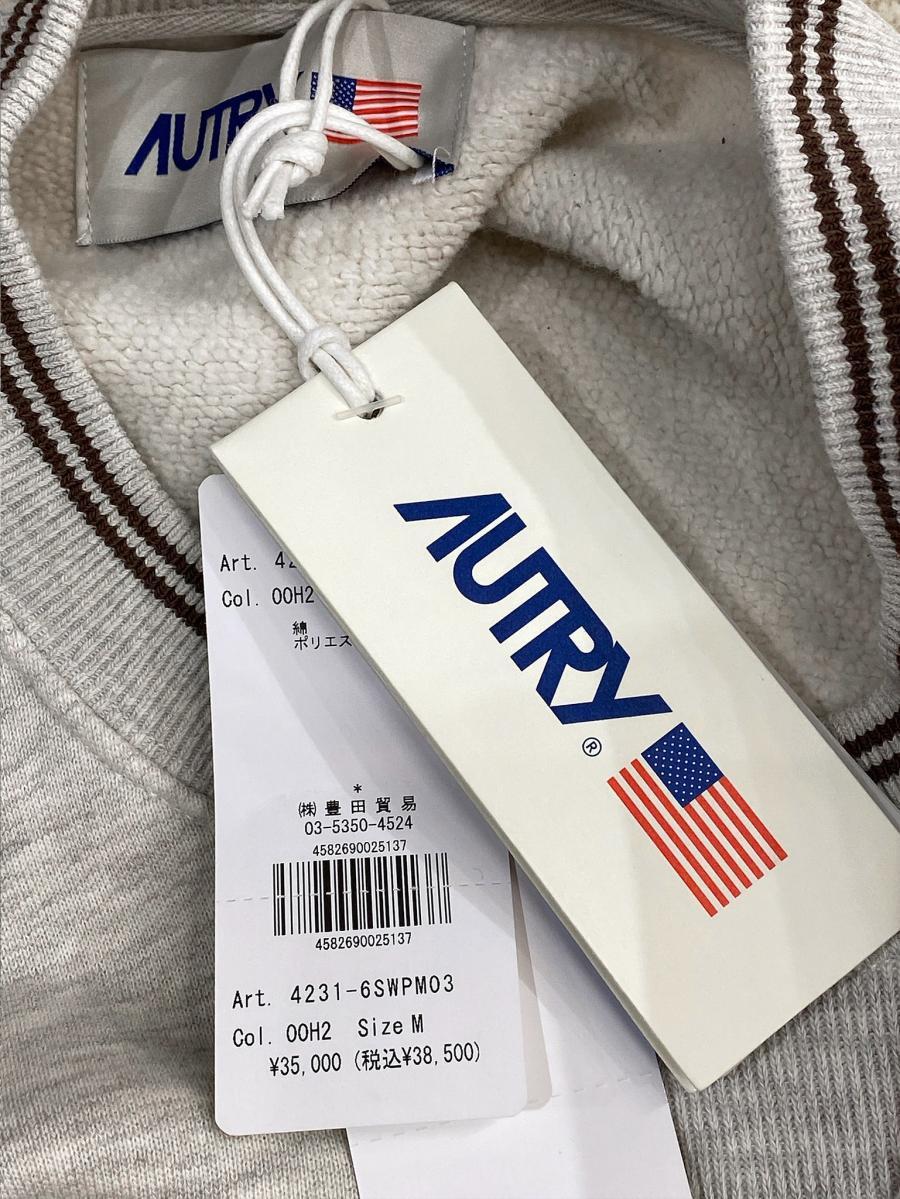 AUTRY
AUTRY
®
Art. 42
Col. 00H2
綿
ポリエス
*
㈱豊田貿易
03-5350-4524
4582690025137
4582690025137
Art. 4231-6SWPM03
Col. 00H2 Size M
¥35,000 (税込¥38,500)